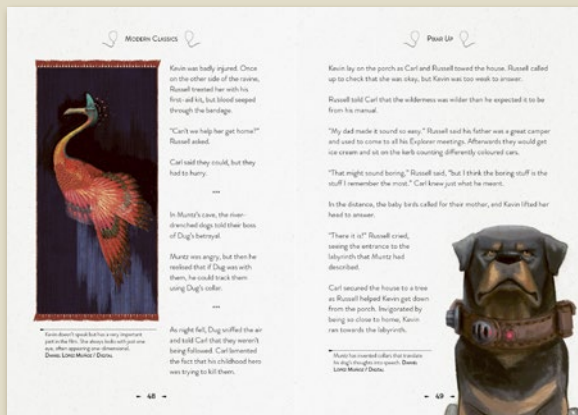 MODERN CLASSICS
Kevin was badly injured. Once
on the other side of the ravine,
Russell treated her with his
first-aid kit, but blood seeped
through the bandage.
"Can't we help her get home?"
Russell asked.
Carl said they could, but they
had to hurry.
***
In Muntz's cave, the river-
drenched dogs told their boss
of Dug's betrayal.
Muntz was angry, but then he
realised that if Dug was with
them, he could track them
using Dug's collar.
***
As night fell, Dug sniffed the air
and told Carl that they weren't
being followed. Carl lamented
the fact that his childhood hero
was trying to kill them.
Kevin doesn't speak but has a very important
part in the film. She always looks with just one
eye, often appearing one-dimensional.
DANIEL LOPEZ MUÑOZ / DIGITAL
48
PIXAR UP
Kevin lay on the porch as Carl and Russell towed the house. Russell called
up to check that she was okay, but Kevin was too weak to answer.
Russell told Carl that the wilderness was wilder than he expected it to be
from his manual.
"My dad made it sound so easy." Russell said his father was a great camper
and used to come to all his Explorer meetings. Afterwards they would get
ice cream and sit on the kerb counting differently coloured cars.
"That might sound boring," Russell said, "but I think the boring stuff is the
stuff I remember the most." Carl knew just what he meant.
In the distance, the baby birds called for their mother, and Kevin lifted her
head to answer.
"There it is!" Russell cried,
seeing the entrance to the
labyrinth that Muntz had
described.
Carl secured the house to a tree
as Russell helped Kevin get down
from the porch. Invigorated by
being so close to home, Kevin
ran towards the labyrinth.
Muntz has invented collars that translate
his dog's thoughts into speech. DANIEL
LOPEZ MUÑOZ / DIGITAL
49